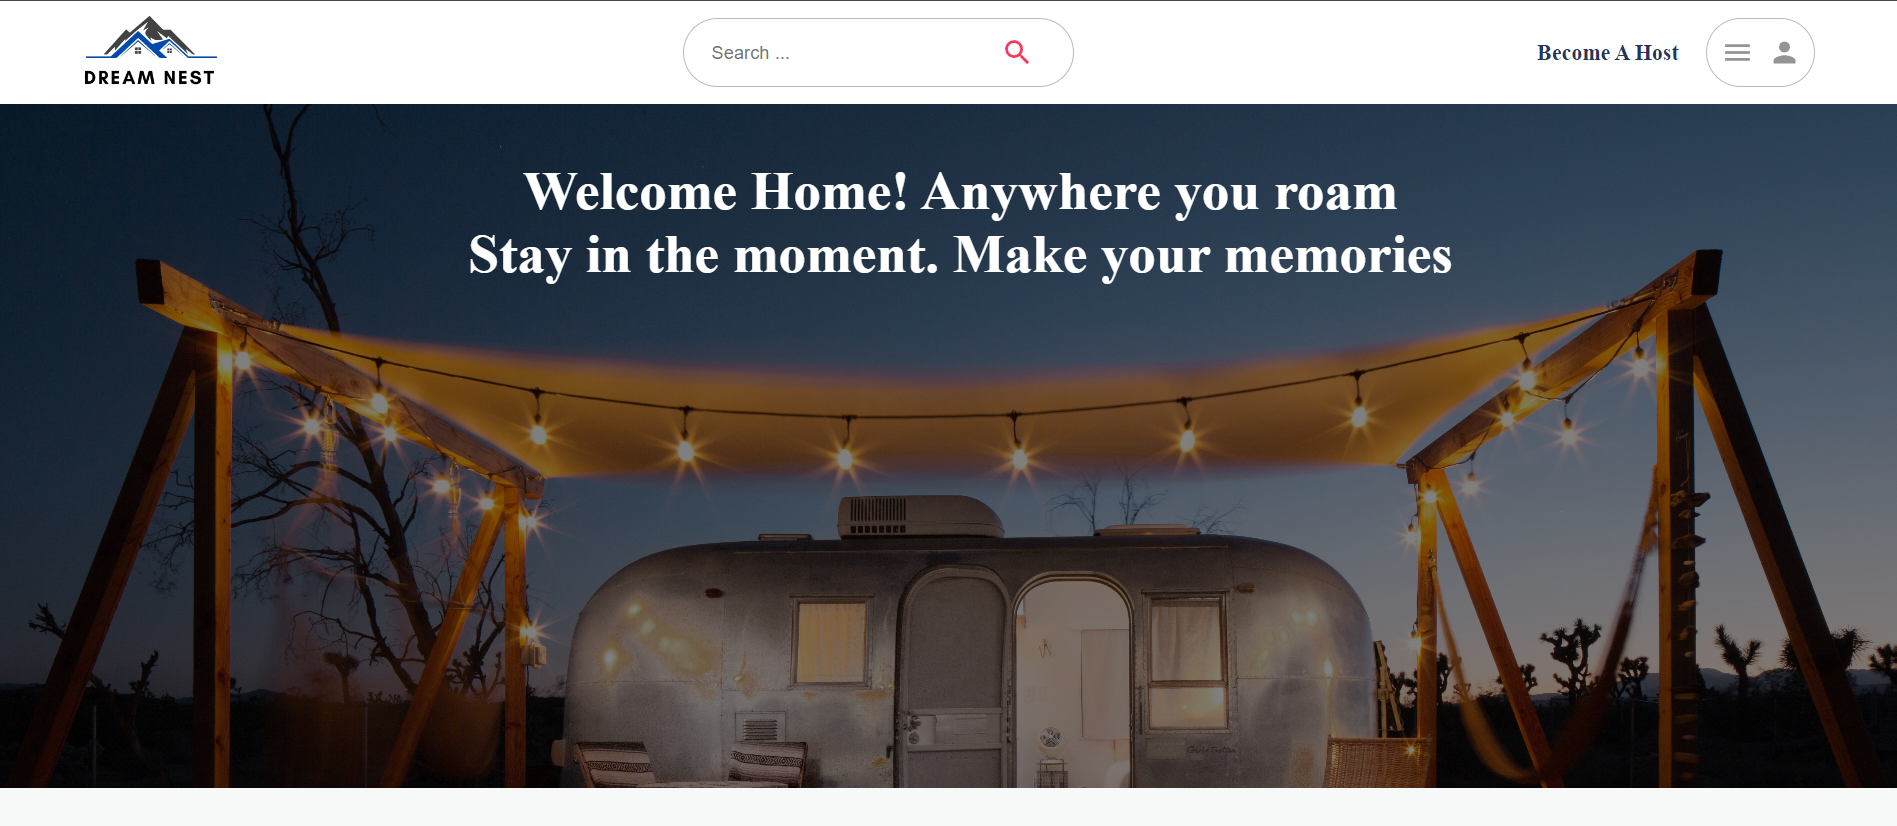 DREAM NEST
Search ...
Become A Host
Welcome Home! Anywhere you roam
Stay in the moment. Make your memories